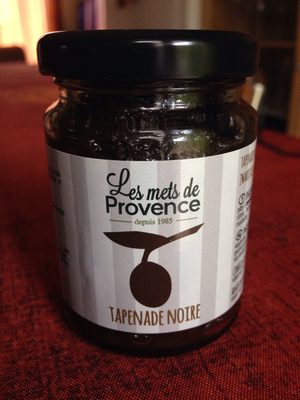 Les mets de
Provence
depuis 1985
TAPENADE NOIRE